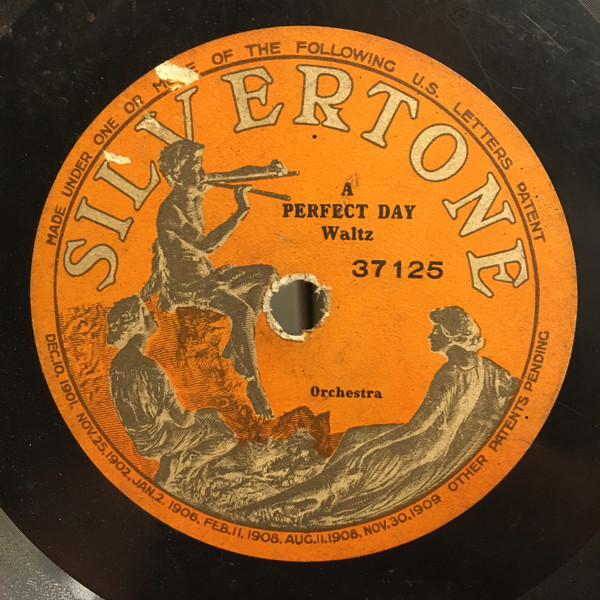 MADE UNDER ONE OR MORE OF THE FOLLOWING U.S. LETTERS PATENT
SILVERTONE
A
PERFECT DAY
Waltz
37125
Orchestra
DEC.10,1901, NOV.25,1902, JAN.2, 1906, FEB.11, 1908, AUG.11,1908, NOV.30,1909 OTHER PATENTS PENDING